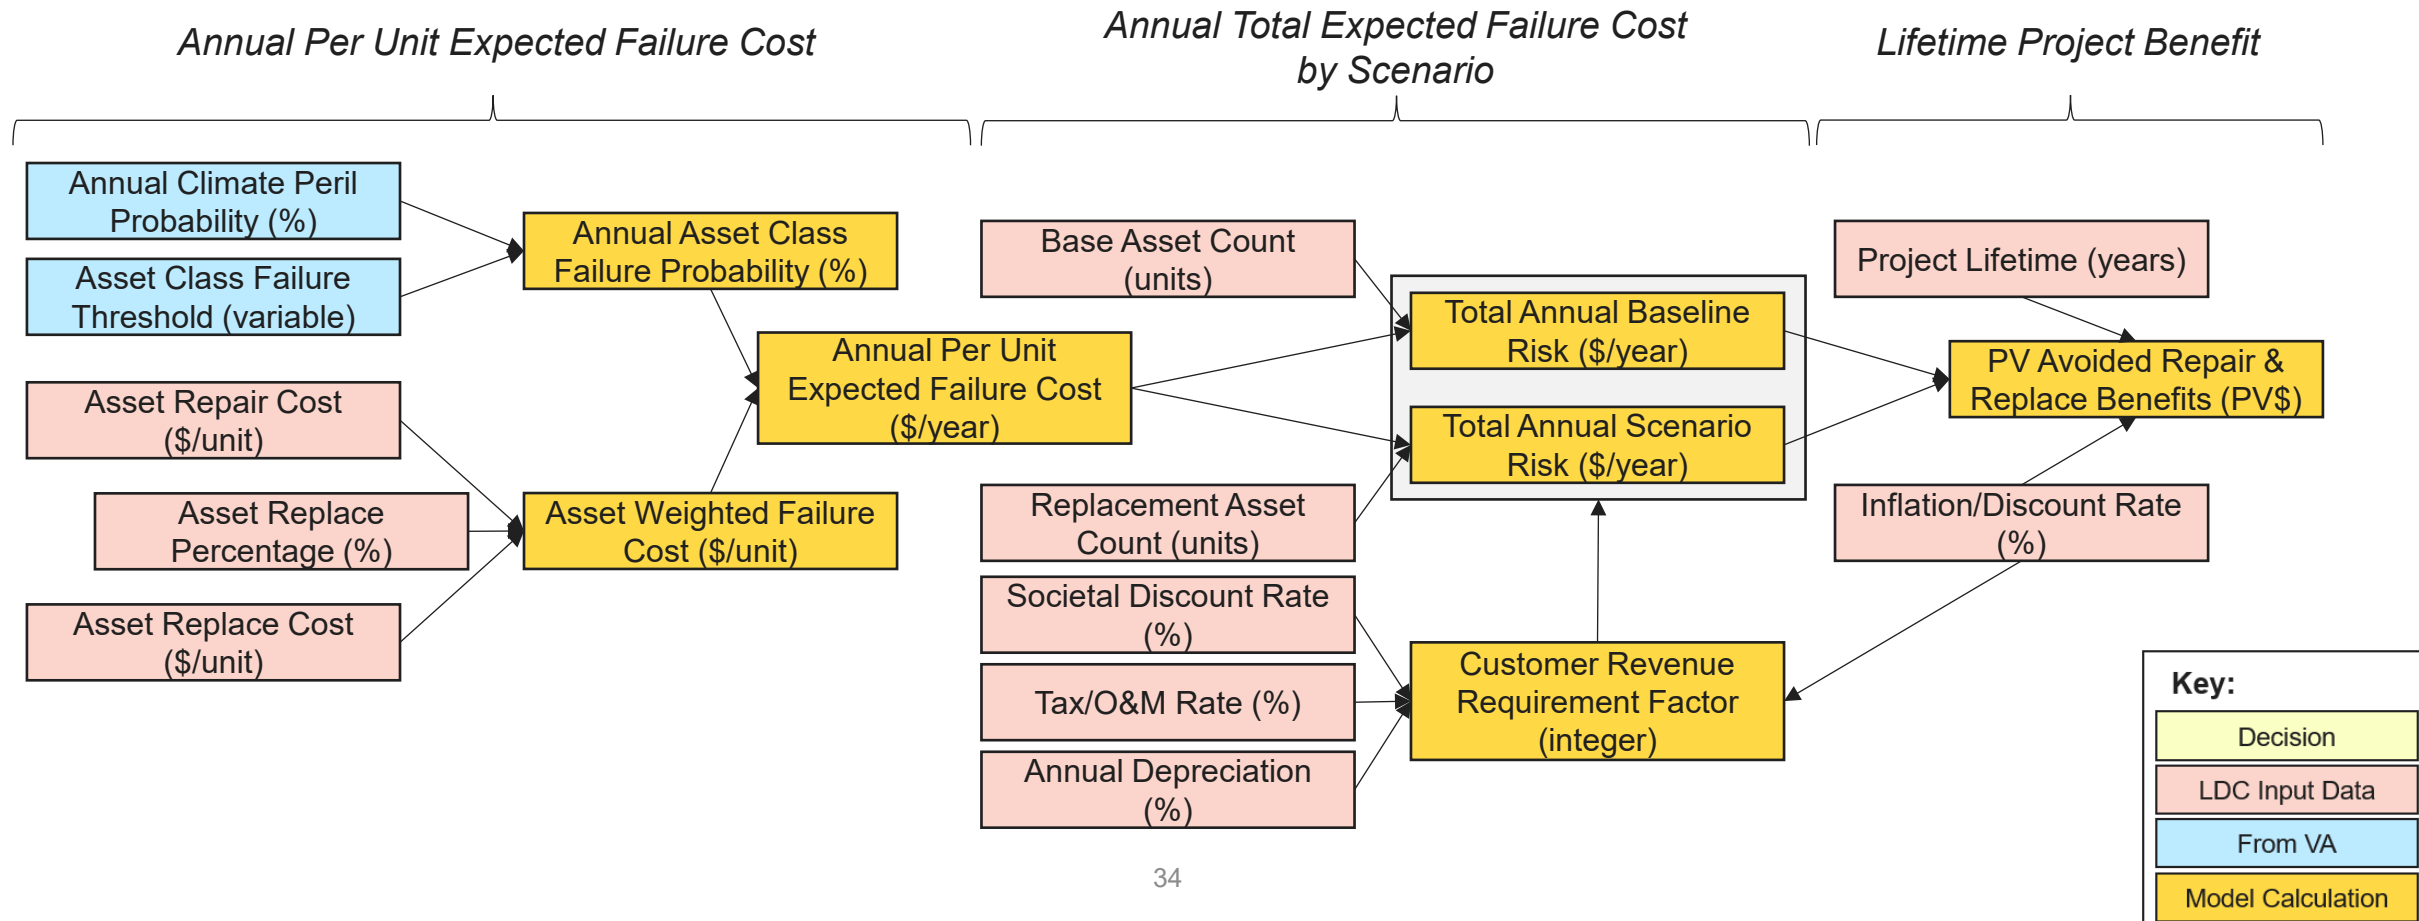 Annual Per Unit Expected Failure Cost
Annual Total Expected Failure Cost
by Scenario
Lifetime Project Benefit
Annual Climate Peril
Probability (%)
Asset Class Failure
Threshold (variable)
Asset Repair Cost
($/unit)
Asset Replace
Percentage (%)
Asset Replace Cost
($/unit)
Annual Asset Class
Failure Probability (%)
Annual Per Unit
Expected Failure Cost
($/year)
Asset Weighted Failure
Cost ($/unit)
Base Asset Count
(units)
Replacement Asset
Count (units)
Societal Discount Rate
(%)
Tax/O&M Rate (%)
Annual Depreciation
(%)
Total Annual Baseline
Risk ($/year)
Total Annual Scenario
Risk ($/year)
Customer Revenue
Requirement Factor
(integer)
Project Lifetime (years)
PV Avoided Repair &
Replace Benefits (PV$)
Inflation/Discount Rate
(%)
Key:
Decision
LDC Input Data
From VA
Model Calculation
34